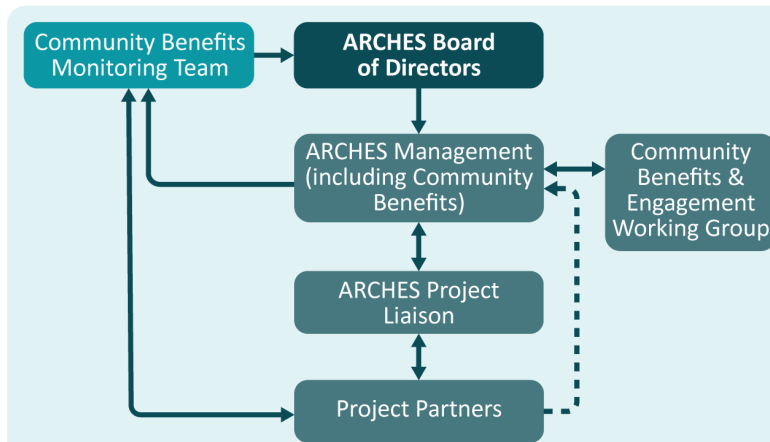 Community Benefits
Monitoring Team
ARCHES Board
of Directors
ARCHES Management
(including Community
Benefits)
Community
Benefits &
Engagement
Working Group
ARCHES Project
Liaison
Project Partners